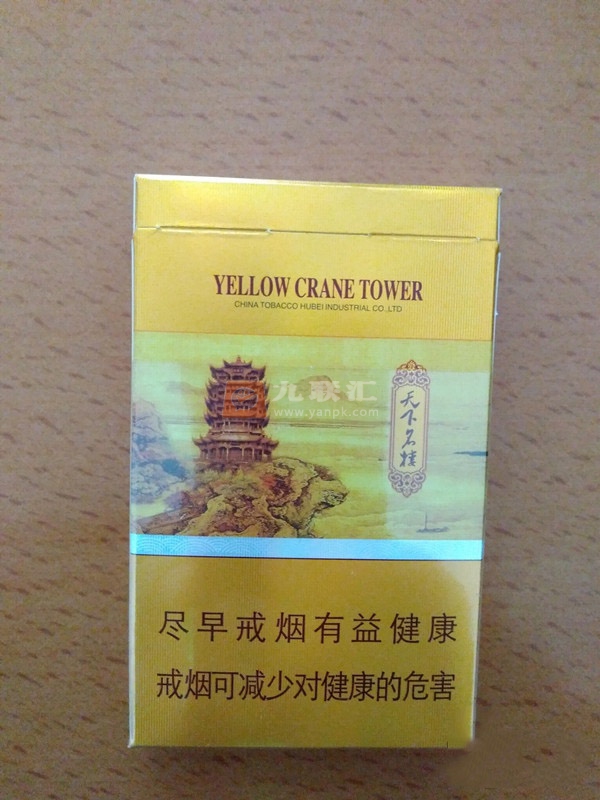 YELLOW CRANE TOWER
CHINA TOBACCO HUBEI INDUSTRIAL CO.,LTD
九联汇
www.yanpk.com
天下名楼
尽早戒烟有益健康
戒烟可减少对健康的危害